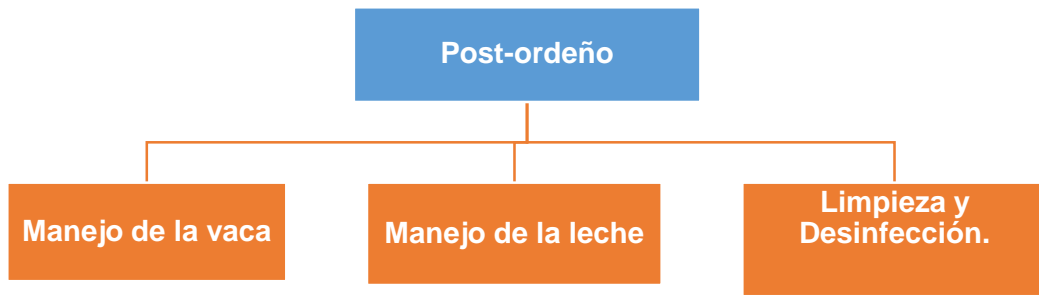 Post-ordeño
Manejo de la vaca
Manejo de la leche
Limpieza y
Desinfección.